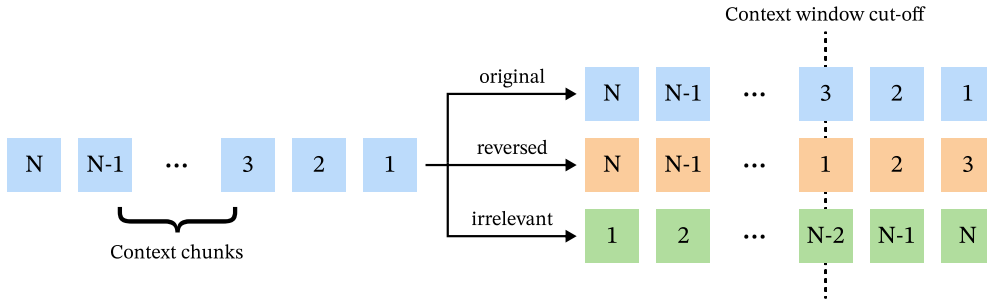 Context window cut-off
original
N N-1 ... 3 2 1
N N-1 ... 3 2 1
reversed
N N-1 ... 1 2 3
irrelevant
1 2 ... N-2 N-1 N
Context chunks